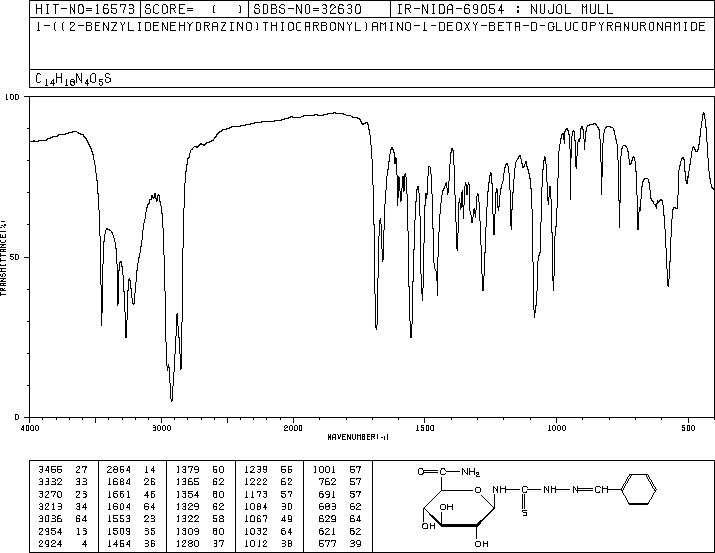 HIT-NO=16573 SCORE= ( ) SDBS-NO=32630 IR-NIDA-69054 : NUJOL MULL
1-((2-BENZYLIDENEHYDRAZINO)THIOCARBONYL)AMINO-1-DEOXY-BETA-D-GLUCOPYRANURONAMIDE
C14H18N4O5S
100
50
0
TRANSMITTANCE(%)
4000 3000 2000 1500 1000 500
WAVENUMBER(-1)
3466 27 2864 14 1379 50 1239 56 1001 57
3332 33 1684 26 1365 62 1222 62 762 57
3270 23 1661 46 1354 60 1173 57 691 57
3213 34 1604 64 1329 62 1084 30 683 62
3036 64 1553 23 1322 58 1067 49 629 64
2954 13 1509 35 1309 60 1032 64 621 62
2924 4 1464 36 1280 37 1012 38 577 39
O C NH2
O NH C NH N CH
S
OH
OH
OH